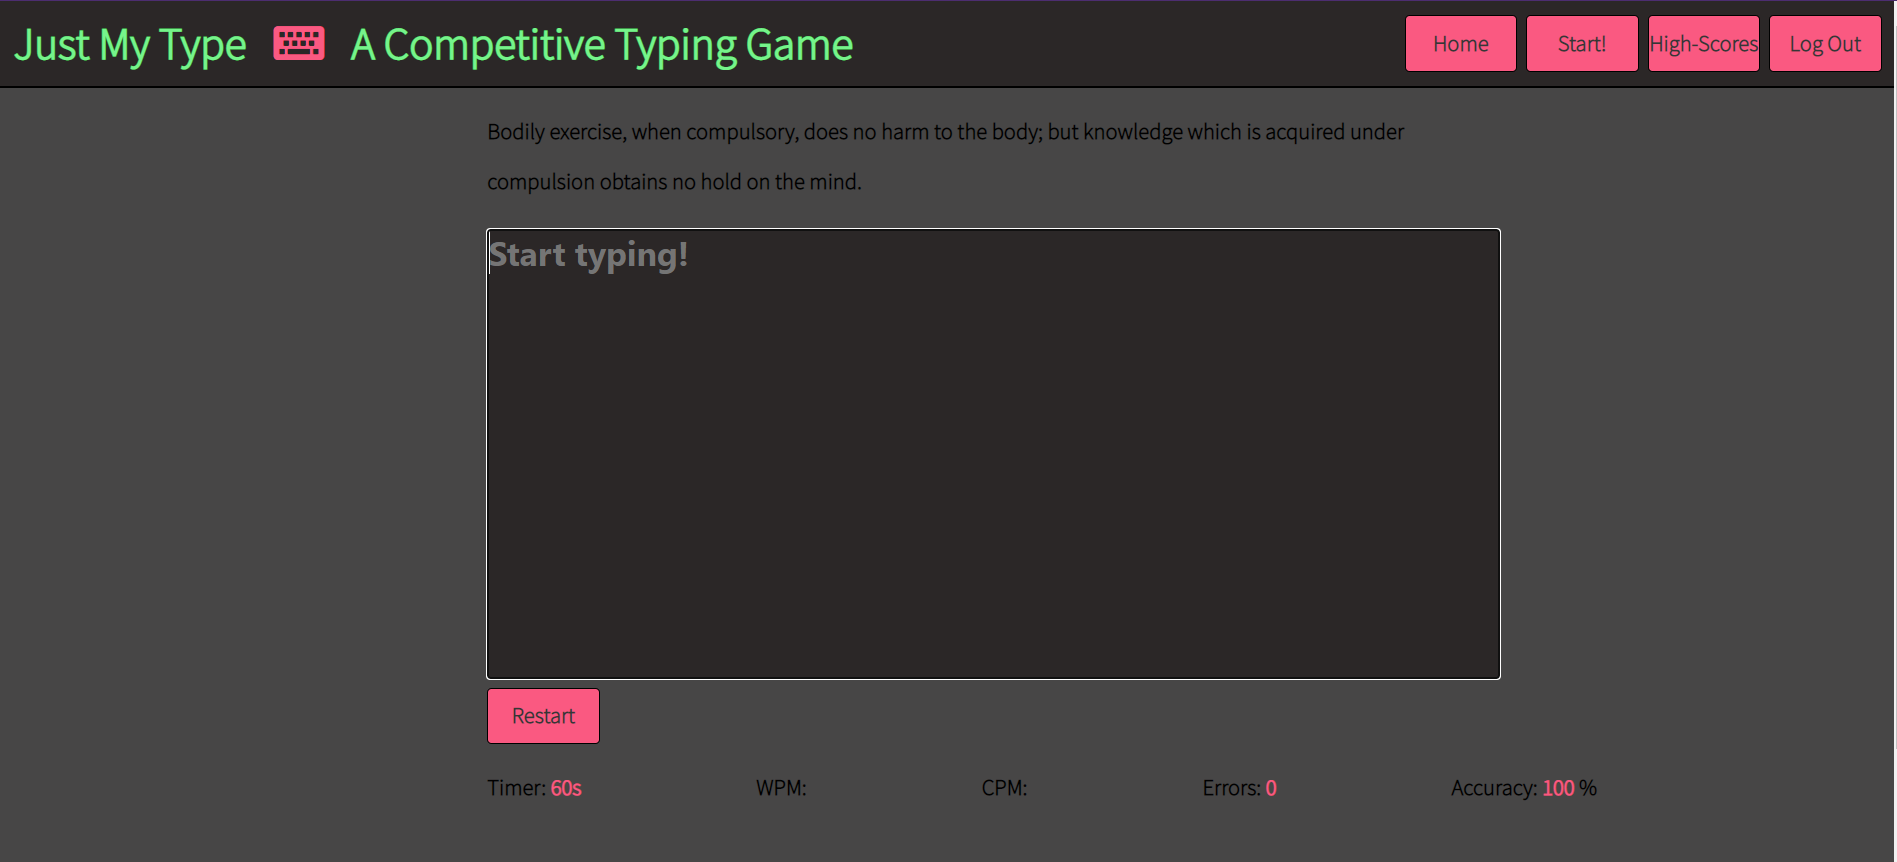 Just My Type A Competitive Typing Game Home Start! High-Scores Log Out
Bodily exercise, when compulsory, does no harm to the body; but knowledge which is acquired under
compulsion obtains no hold on the mind.
Start typing!
Restart
Timer: 60s WPM: CPM: Errors: 0 Accuracy: 100 %